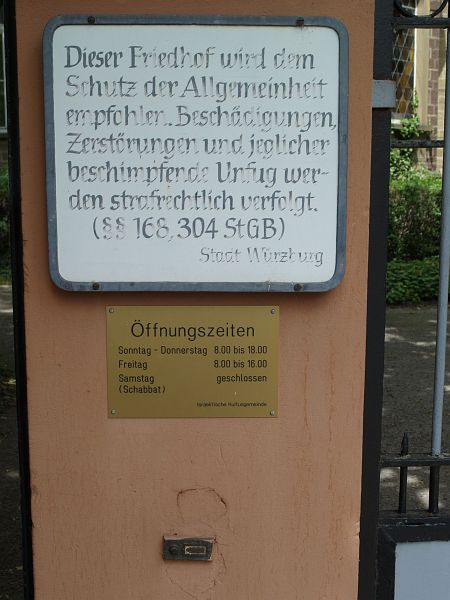 Dieser Friedhof wird dem
Schutz der Allgemeinheit
empfohlen. Beschädigungen,
Zerstörungen und jeglicher
beschimpfende Unfug wer-
den strafrechtlich verfolgt.
(§§ 168, 304 StGB)
Stadt Würzburg
Öffnungszeiten
Sonntag - Donnerstag 8.00 bis 18.00
Freitag 8.00 bis 16.00
Samstag geschlossen
(Schabbat)
Israelitische Kultusgemeinde